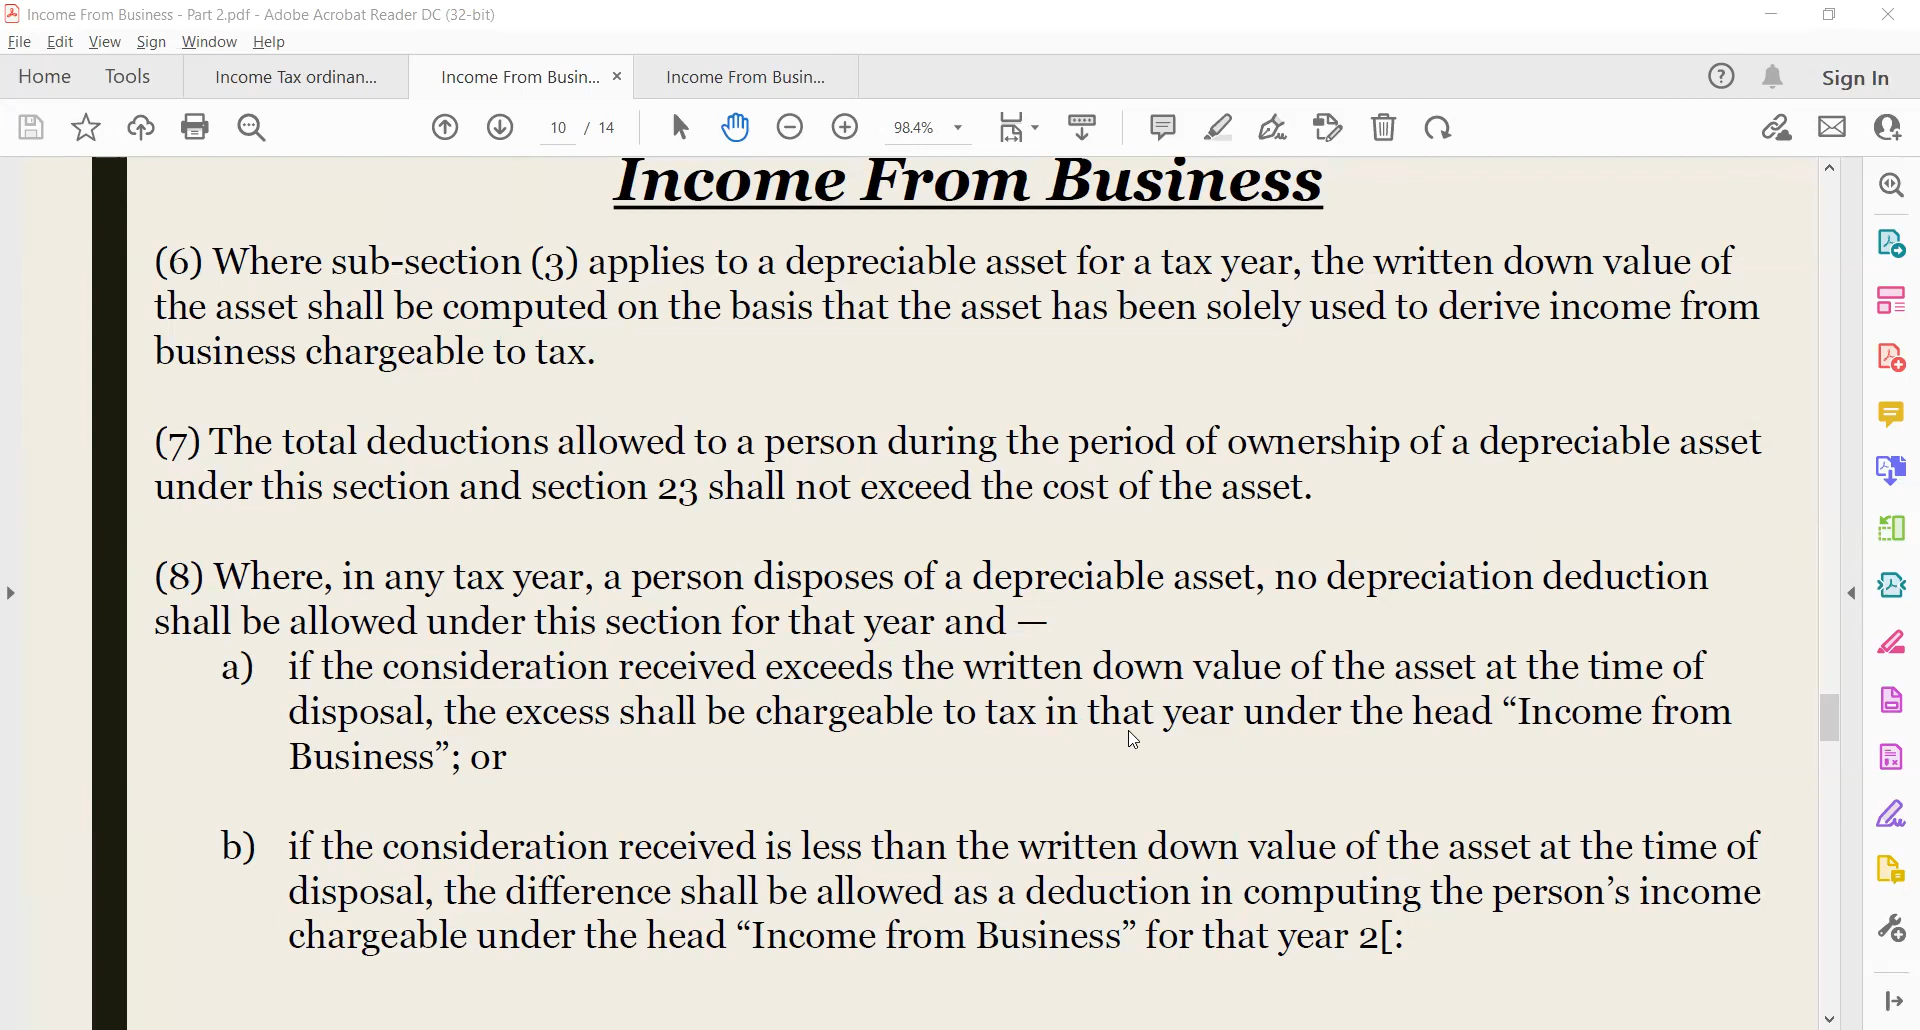 Income From Business - Part 2.pdf - Adobe Acrobat Reader DC (32-bit)
File Edit View Sign Window Help
Home Tools Income Tax ordinan... Income From Busin... × Income From Busin... Sign In
10 / 14 98.4%
Income From Business
(6) Where sub-section (3) applies to a depreciable asset for a tax year, the written down value of
the asset shall be computed on the basis that the asset has been solely used to derive income from
business chargeable to tax.
(7) The total deductions allowed to a person during the period of ownership of a depreciable asset
under this section and section 23 shall not exceed the cost of the asset.
(8) Where, in any tax year, a person disposes of a depreciable asset, no depreciation deduction
shall be allowed under this section for that year and —
a) if the consideration received exceeds the written down value of the asset at the time of
disposal, the excess shall be chargeable to tax in that year under the head “Income from
Business”; or
b) if the consideration received is less than the written down value of the asset at the time of
disposal, the difference shall be allowed as a deduction in computing the person’s income
chargeable under the head “Income from Business” for that year 2[: